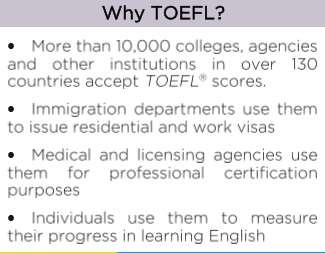 Why TOEFL?
• More than 10,000 colleges, agencies
and other institutions in over 130
countries accept TOEFL® scores.
• Immigration departments use them
to issue residential and work visas
• Medical and licensing agencies use
them for professional certification
purposes
• Individuals use them to measure
their progress in learning English